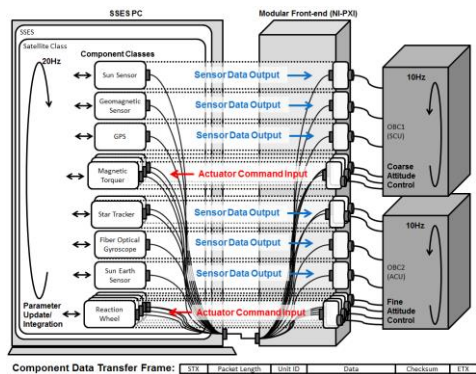 SSES PC
Modular Front-end (NI-PXI)
SSES
Satellite Class
20Hz
Component Classes
Sun Sensor
Sensor Data Output
10Hz
Geomagnetic
Sensor
Sensor Data Output
GPS
Sensor Data Output
OBC1
(SCU)
Magnetic
Torquer
Actuator Command Input
Coarse
Attitude
Control
Star Tracker
Sensor Data Output
10Hz
Fiber Optical
Gyroscope
Sensor Data Output
Sun Earth
Sensor
Sensor Data Output
OBC2
(ACU)
Parameter
Update/
Integration
Reaction
Wheel
Actuator Command Input
Fine
Attitude
Control
Component Data Transfer Frame: STX Packet Length Unit ID Data Checksum ETX